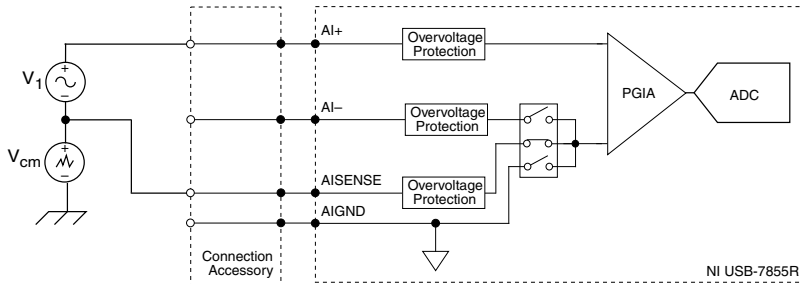 AI+
Overvoltage
Protection
+
V1
−
PGIA
ADC
AI−
Overvoltage
Protection
+
Vcm
−
AISENSE
Overvoltage
Protection
AIGND
Connection
Accessory
NI USB-7855R